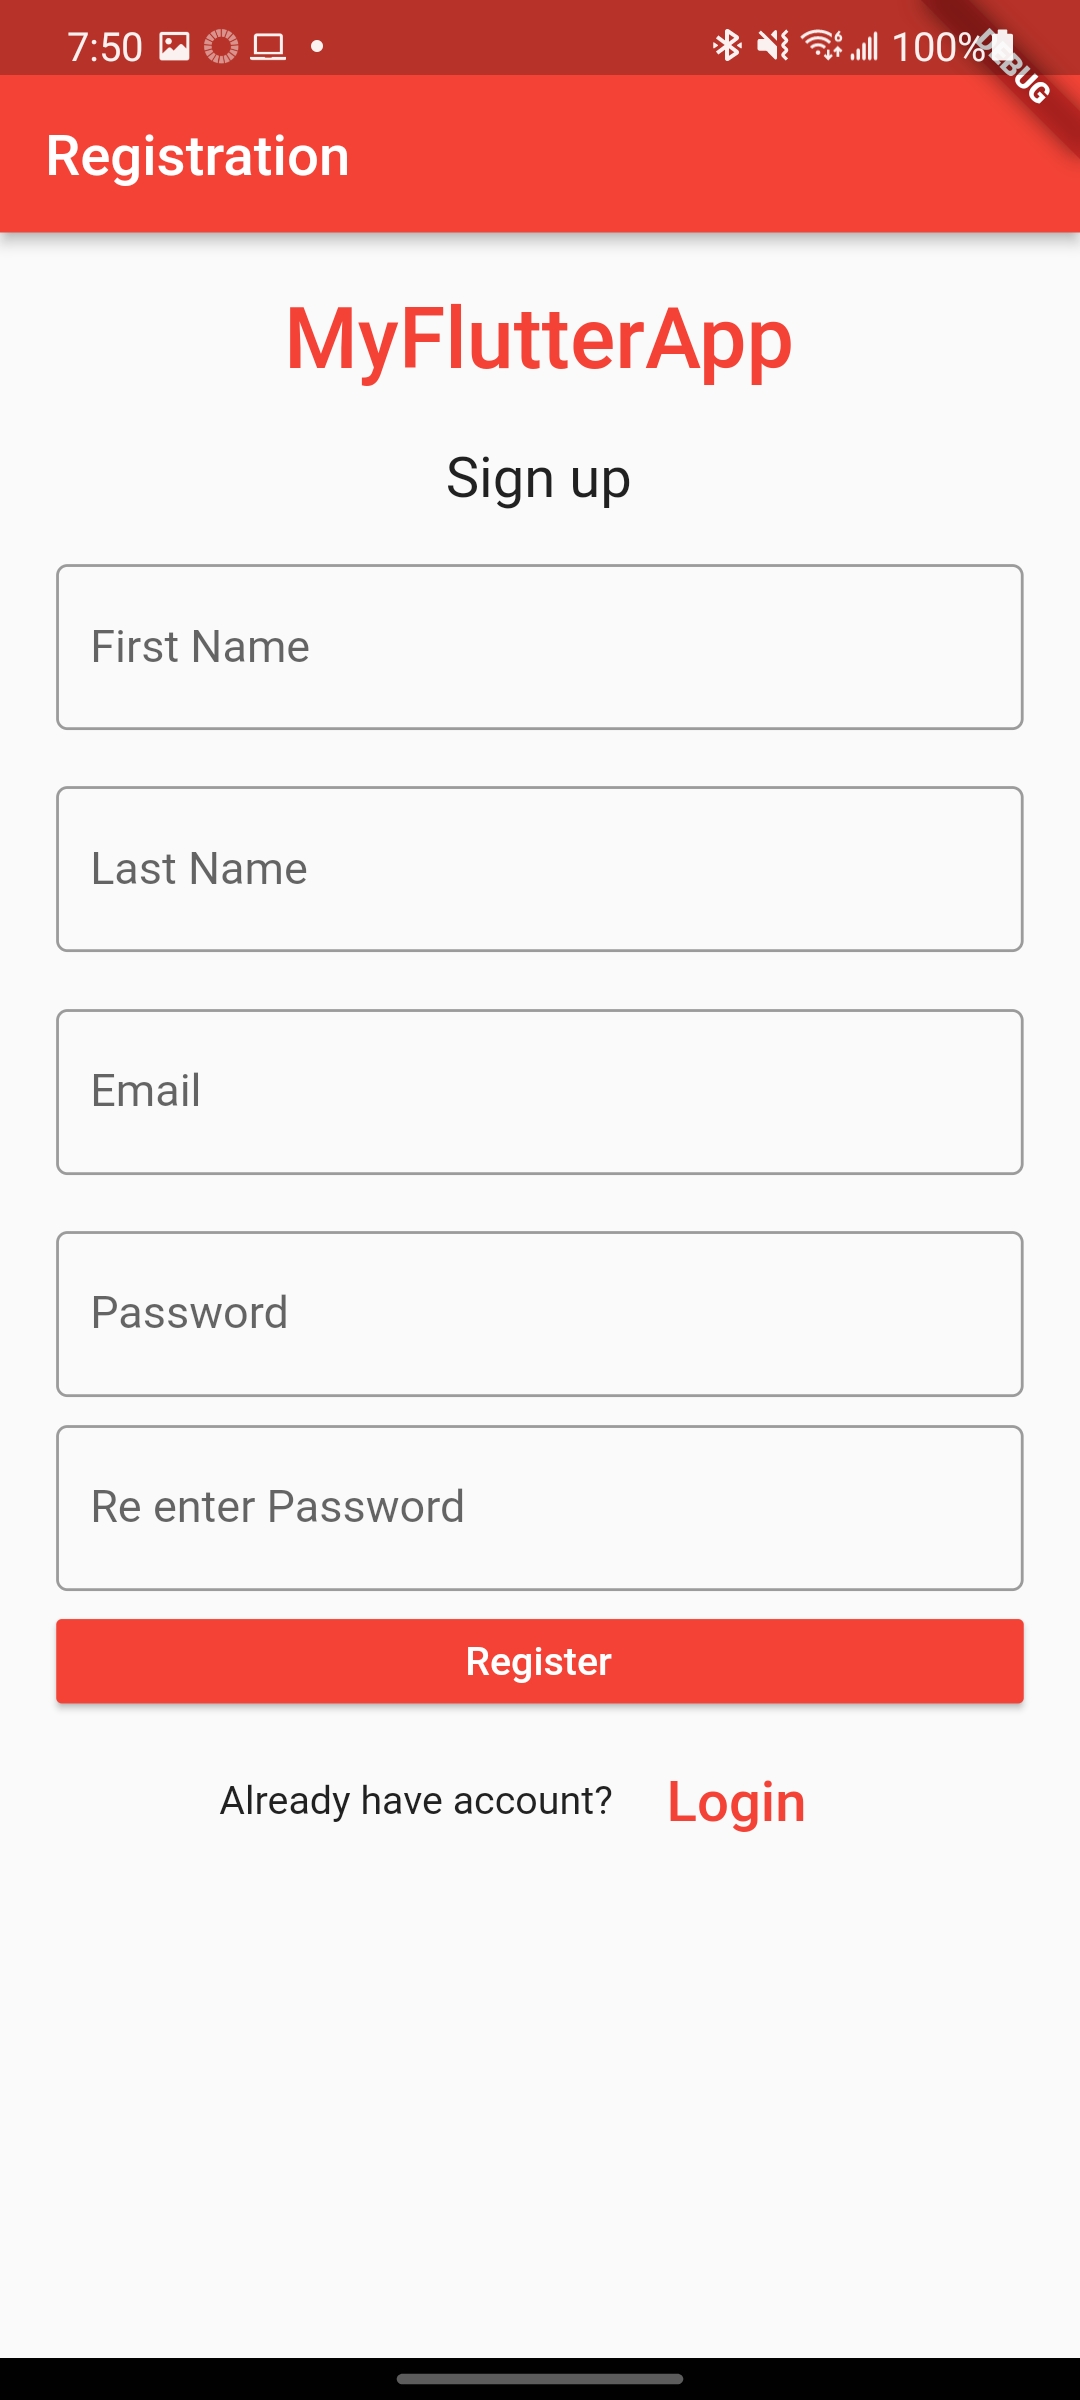 7:50 100%
DEBUG
Registration
MyFlutterApp
Sign up
First Name
Last Name
Email
Password
Re enter Password
Register
Already have account? Login